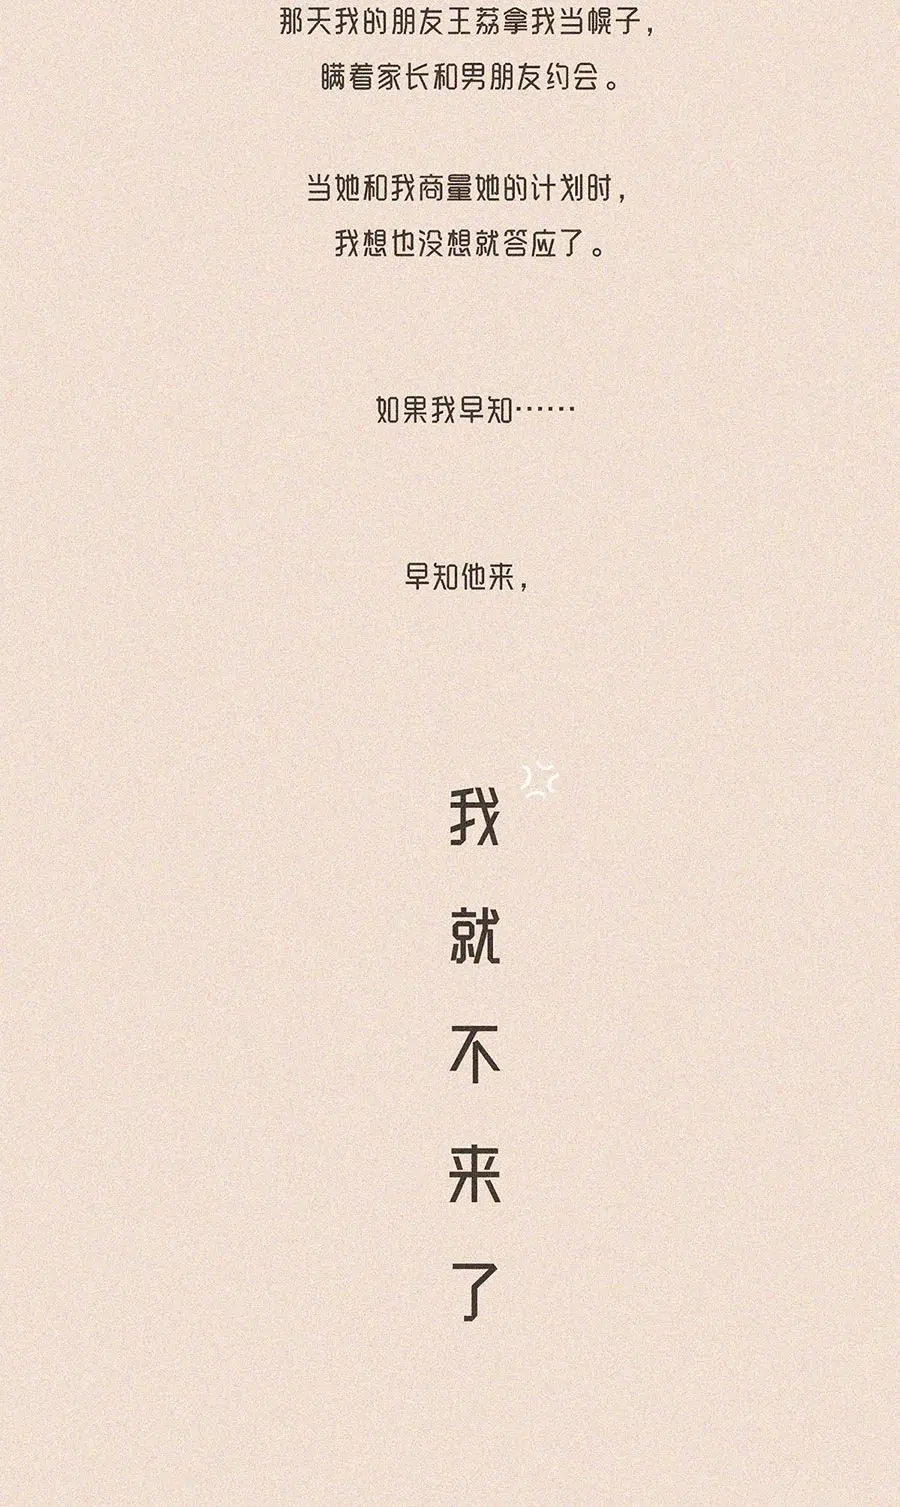 那天我的朋友王荔拿我当幌子，
瞒着家长和男朋友约会。
当她和我商量她的计划时，
我想也没想就答应了。
如果我早知……
早知他来，
我就不来了